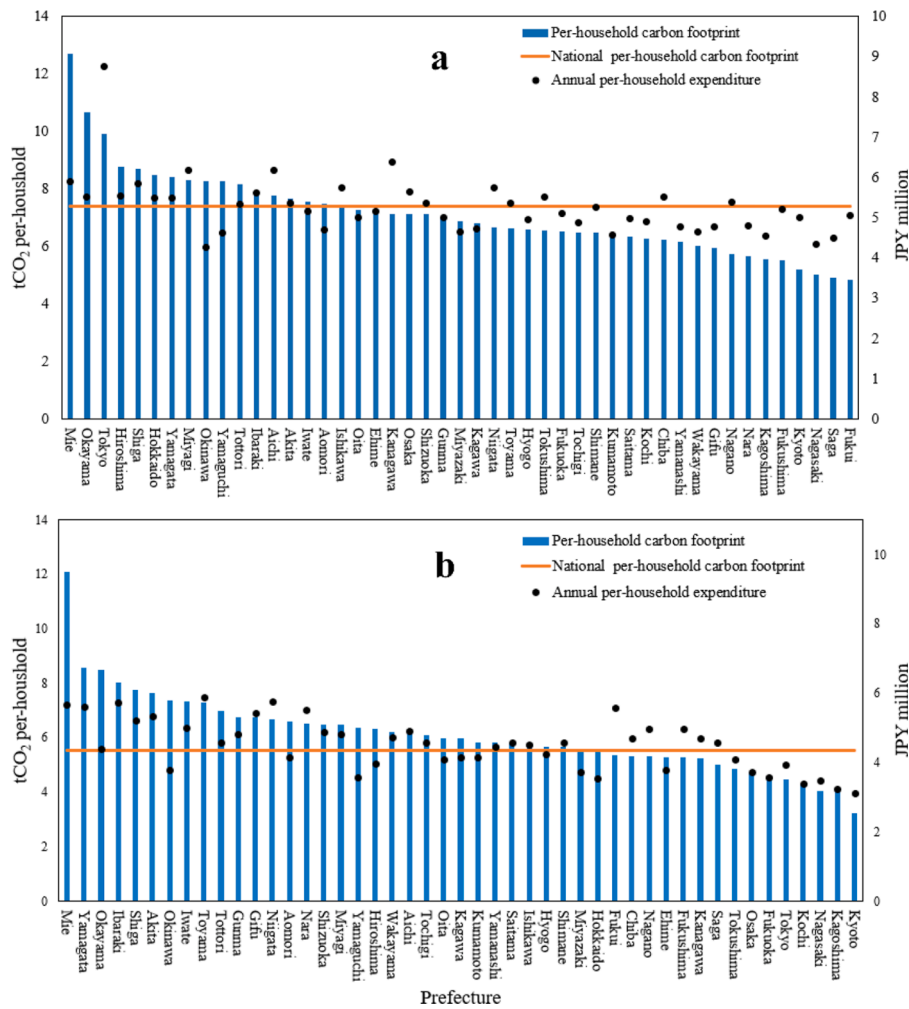 14
12
10
8
6
4
2
0
tCO₂ per-houshold
a
Per-household carbon footprint
National per-household carbon footprint
Annual per-household expenditure
10
9
8
7
6
5
4
3
2
1
0
JPY million
Mie
Okayama
Tokyo
Hiroshima
Shiga
Hokkaido
Yamagata
Miyagi
Okinawa
Yamaguchi
Tottori
Ibaraki
Aichi
Akita
Iwate
Aomori
Ishikawa
Oita
Ehime
Kanagawa
Osaka
Shizuoka
Gunma
Miyazaki
Kagawa
Niigata
Toyama
Hyogo
Tokushima
Fukuoka
Tochigi
Shimanne
Kumamoto
Saitama
Kochi
Chiba
Yamanashi
Wakayama
Gifu
Nagano
Nara
Kagoshima
Fukushima
Kyoto
Nagasaki
Saga
Fukui
14
12
10
8
6
4
2
0
tCO₂ per-houshold
b
Per-household carbon footprint
National per-household carbon footprint
Annual per-household expenditure
10
8
6
4
2
0
JPY million
Mie
Yamagata
Okayama
Ibaraki
Shiga
Akita
Okinawa
Iwate
Toyama
Tottori
Gunma
Gifu
Niigata
Aomori
Nara
Shizuoka
Miyagi
Yamaguchi
Hiroshima
Wakayama
Aichi
Tochigi
Oita
Kagawa
Kumamoto
Yamanashi
Saitama
Ishikawa
Hyogo
Shimane
Miyazaki
Hokkaido
Fukui
Chiba
Nagano
Ehime
Fukushima
Kanagawa
Saga
Tokushima
Osaka
Fukuoka
Tokyo
Kochi
Nagasaki
Kagoshima
Kyoto
Prefecture